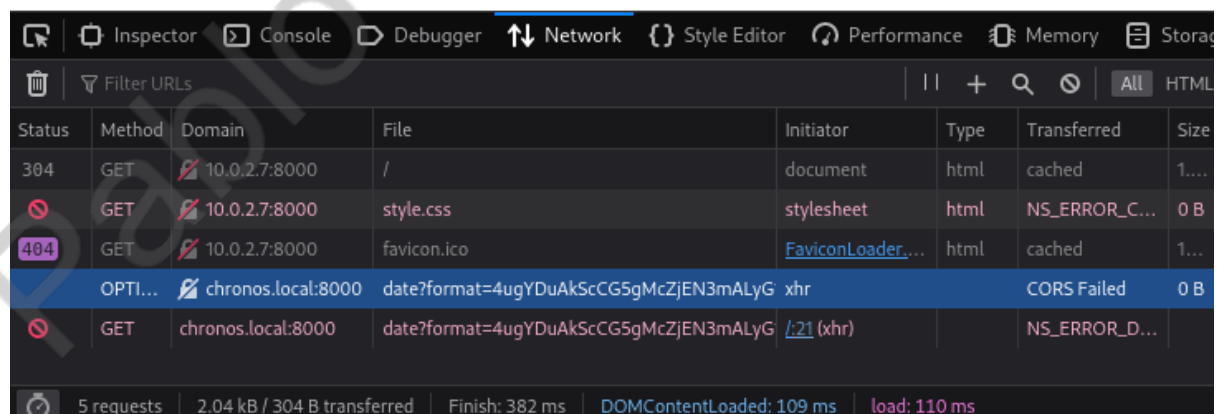 Inspector Console Debugger Network Style Editor Performance Memory Storag
Filter URLs All HTML
Status Method Domain File Initiator Type Transferred Size
304 GET 10.0.2.7:8000 / document html cached 1....
GET 10.0.2.7:8000 style.css stylesheet html NS_ERROR_C... 0 B
404 GET 10.0.2.7:8000 favicon.ico FaviconLoader.... html cached 1...
OPTI... chronos.local:8000 date?format=4ugYDuAkScCG5gMcZjEN3mALyG xhr CORS Failed 0 B
GET chronos.local:8000 date?format=4ugYDuAkScCG5gMcZjEN3mALyG /:21 (xhr) NS_ERROR_D...
5 requests 2.04 kB / 304 B transferred Finish: 382 ms DOMContentLoaded: 109 ms load: 110 ms
Pablo